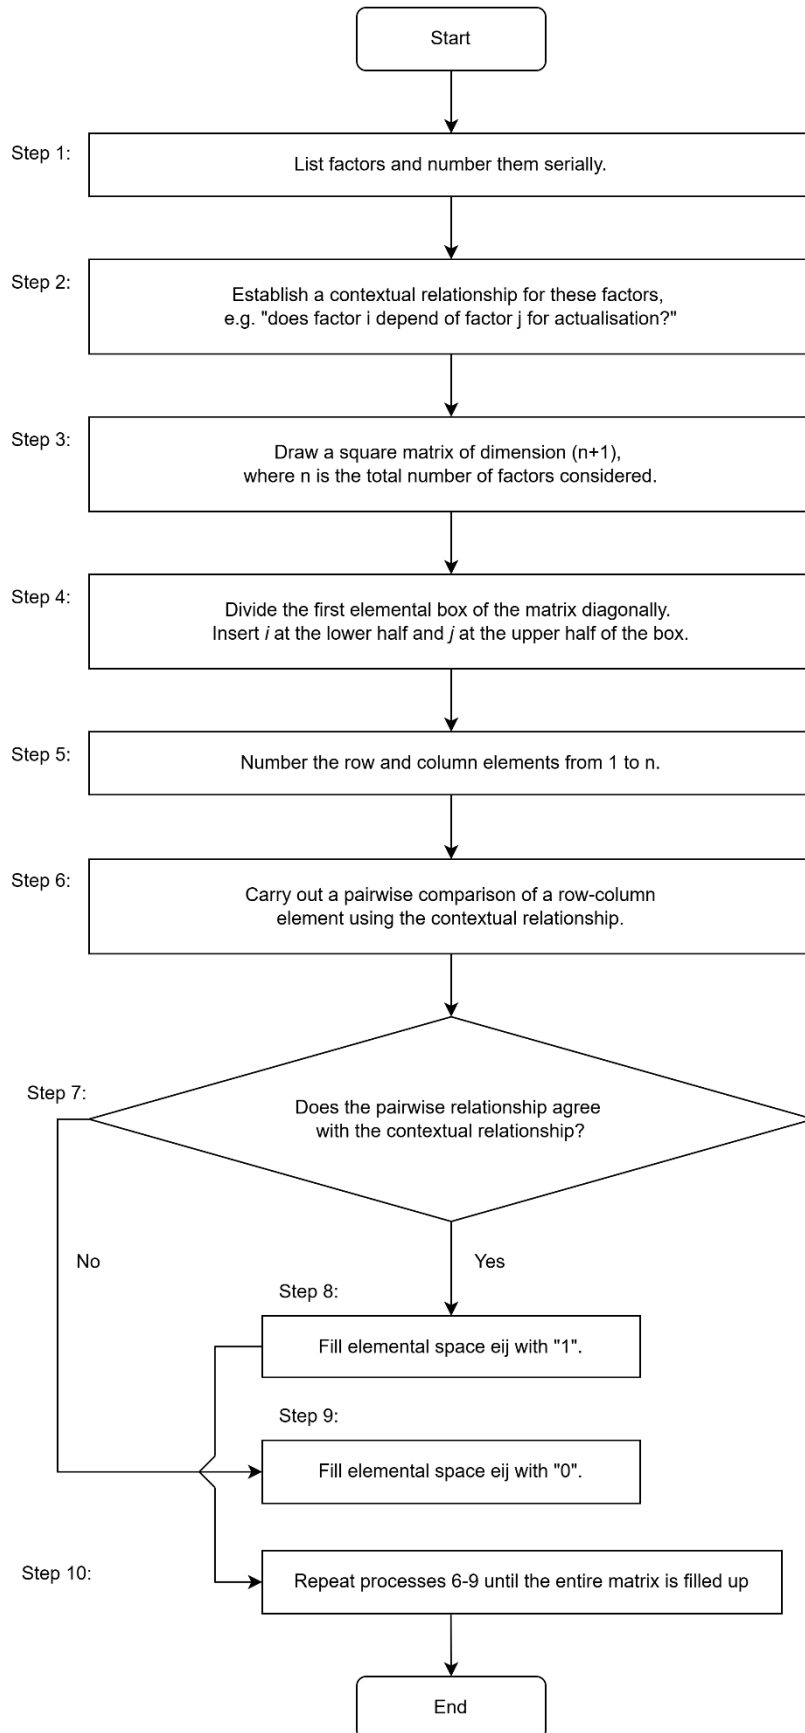 Start
Step 1:
List factors and number them serially.
Step 2:
Establish a contextual relationship for these factors,
e.g. "does factor i depend of factor j for actualisation?"
Step 3:
Draw a square matrix of dimension (n+1),
where n is the total number of factors considered.
Step 4:
Divide the first elemental box of the matrix diagonally.
Insert i at the lower half and j at the upper half of the box.
Step 5:
Number the row and column elements from 1 to n.
Step 6:
Carry out a pairwise comparison of a row-column
element using the contextual relationship.
Step 7:
Does the pairwise relationship agree
with the contextual relationship?
No
Yes
Step 8:
Fill elemental space eij with "1".
Step 9:
Fill elemental space eij with "0".
Step 10:
Repeat processes 6-9 until the entire matrix is filled up
End